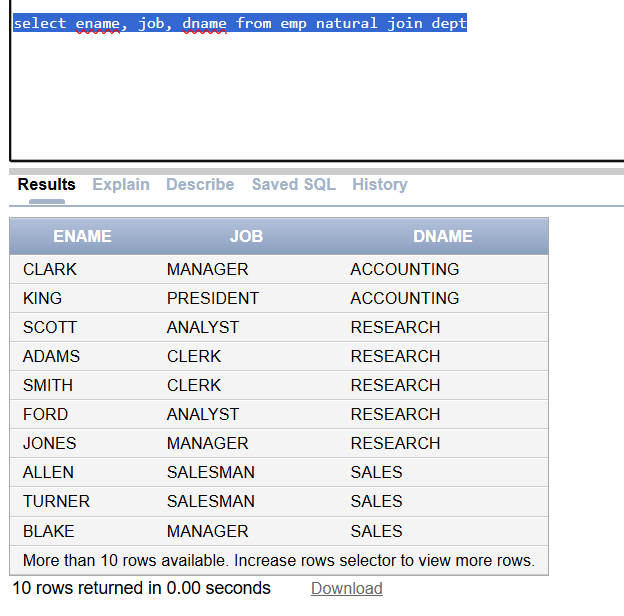 select ename, job, dname from emp natural join dept
Results Explain Describe Saved SQL History
ENAME JOB DNAME
CLARK MANAGER ACCOUNTING
KING PRESIDENT ACCOUNTING
SCOTT ANALYST RESEARCH
ADAMS CLERK RESEARCH
SMITH CLERK RESEARCH
FORD ANALYST RESEARCH
JONES MANAGER RESEARCH
ALLEN SALESMAN SALES
TURNER SALESMAN SALES
BLAKE MANAGER SALES
More than 10 rows available. Increase rows selector to view more rows.
10 rows returned in 0.00 seconds Download